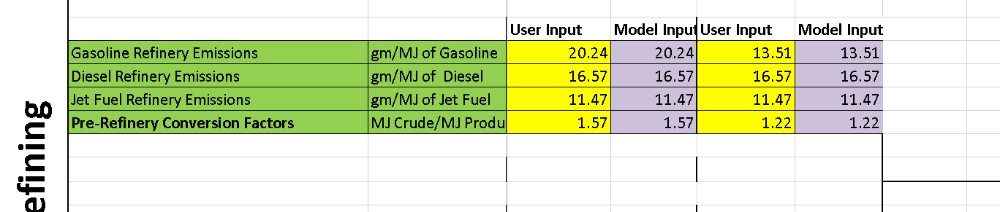 User Input Model Input User Input Model Input
Gasoline Refinery Emissions gm/MJ of Gasoline 20.24 20.24 13.51 13.51
Diesel Refinery Emissions gm/MJ of  Diesel 16.57 16.57 16.57 16.57
Jet Fuel Refinery Emissions gm/MJ of Jet Fuel 11.47 11.47 11.47 11.47
Pre-Refinery Conversion Factors MJ Crude/MJ Produ 1.57 1.57 1.22 1.22
efining